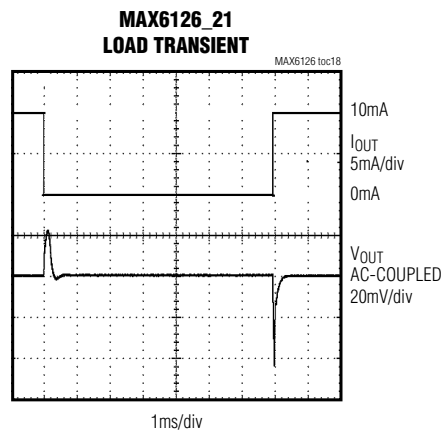 MAX6126_21
LOAD TRANSIENT
MAX6126 toc18
10mA
IOUT
5mA/div
0mA
VOUT
AC-COUPLED
20mV/div
1ms/div